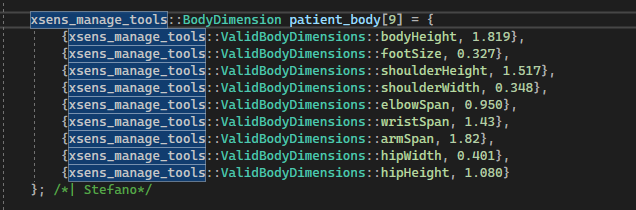 xsens_manage_tools::BodyDimension patient_body[9] = {
{xsens_manage_tools::ValidBodyDimensions::bodyHeight, 1.819},
{xsens_manage_tools::ValidBodyDimensions::footSize, 0.327},
{xsens_manage_tools::ValidBodyDimensions::shoulderHeight, 1.517},
{xsens_manage_tools::ValidBodyDimensions::shoulderWidth, 0.348},
{xsens_manage_tools::ValidBodyDimensions::elbowSpan, 0.950},
{xsens_manage_tools::ValidBodyDimensions::wristSpan, 1.43},
{xsens_manage_tools::ValidBodyDimensions::armSpan, 1.82},
{xsens_manage_tools::ValidBodyDimensions::hipWidth, 0.401},
{xsens_manage_tools::ValidBodyDimensions::hipHeight, 1.080}
}; /*| Stefano*/